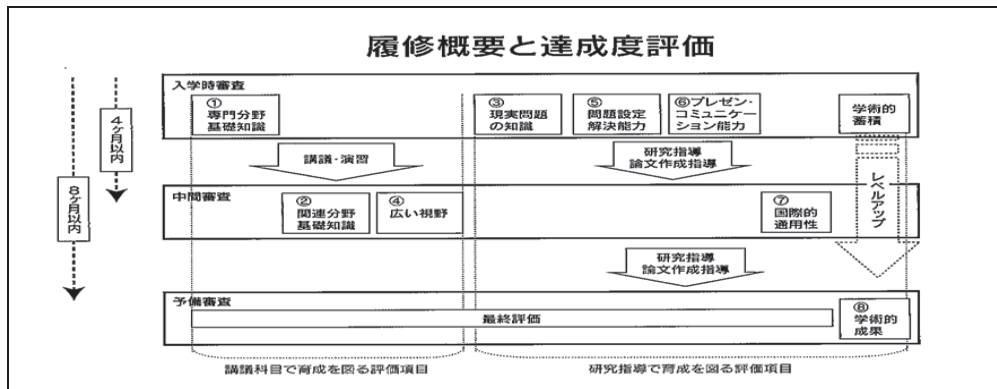 履修概要と達成度評価
入学時審査
①
専門分野
基礎知識
③
現実問題
の知識
⑤
問題設定
解決能力
⑥プレゼン・
コミュニケー
ション能力
学術的
蓄積
4ヶ月以内
8ヶ月以内
講議・演習
研究指導
論文作成指導
レベルアップ
中間審査
②
関連分野
基礎知識
④
広い視野
⑦
国際的
通用性
研究指導
論文作成指導
予備審査
最終評価
⑧
学術的
成果
講議科目で育成を図る評価項目
研究指導で育成を図る評価項目